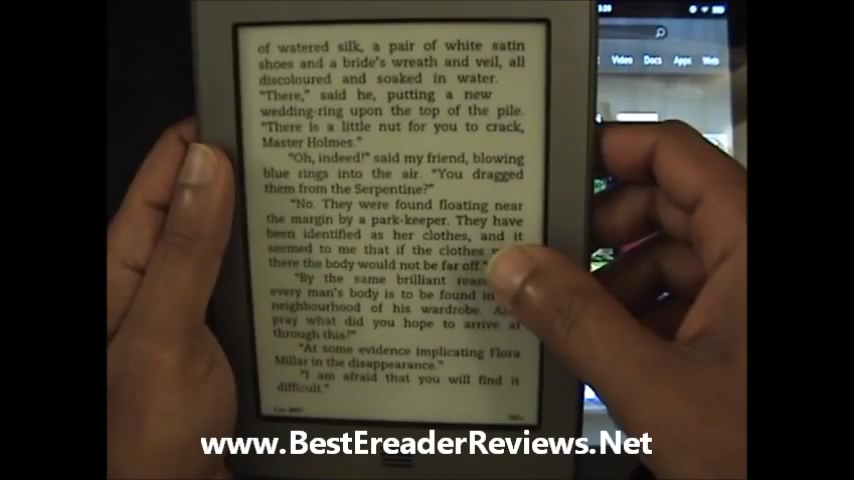 of watered silk, a pair of white satin
shoes and a bride's wreath and veil, all
discoloured and soaked in water.
"There," said he, putting a new
wedding-ring upon the top of the pile.
"There is a little nut for you to crack,
Master Holmes."
"Oh, indeed!" said my friend, blowing
blue rings into the air. "You dragged
them from the Serpentine?"
"No. They were found floating near
the margin by a park-keeper. They have
been identified as her clothes, and it
seemed to me that if the clothes
there the body would not be far off."
"By the same brilliant
every man's body is to be found in
neighbourhood of his wardrobe.
pray what did you hope to arrive at
through this?"
"At some evidence implicating Flora
Millar in the disappearance."
"I am afraid that you will find it
difficult."
Video Docs Apps Web
www.BestEreaderReviews.Net